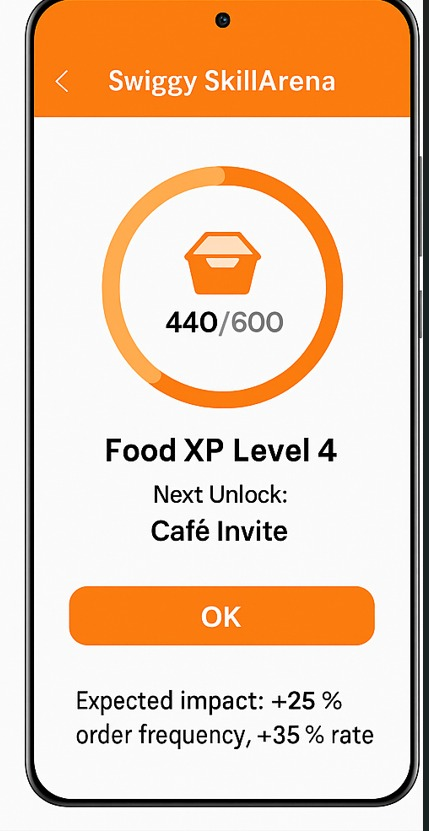 Swiggy SkillArena
440/600
Food XP Level 4
Next Unlock:
Café Invite
OK
Expected impact: +25 %
order frequency, +35 % rate